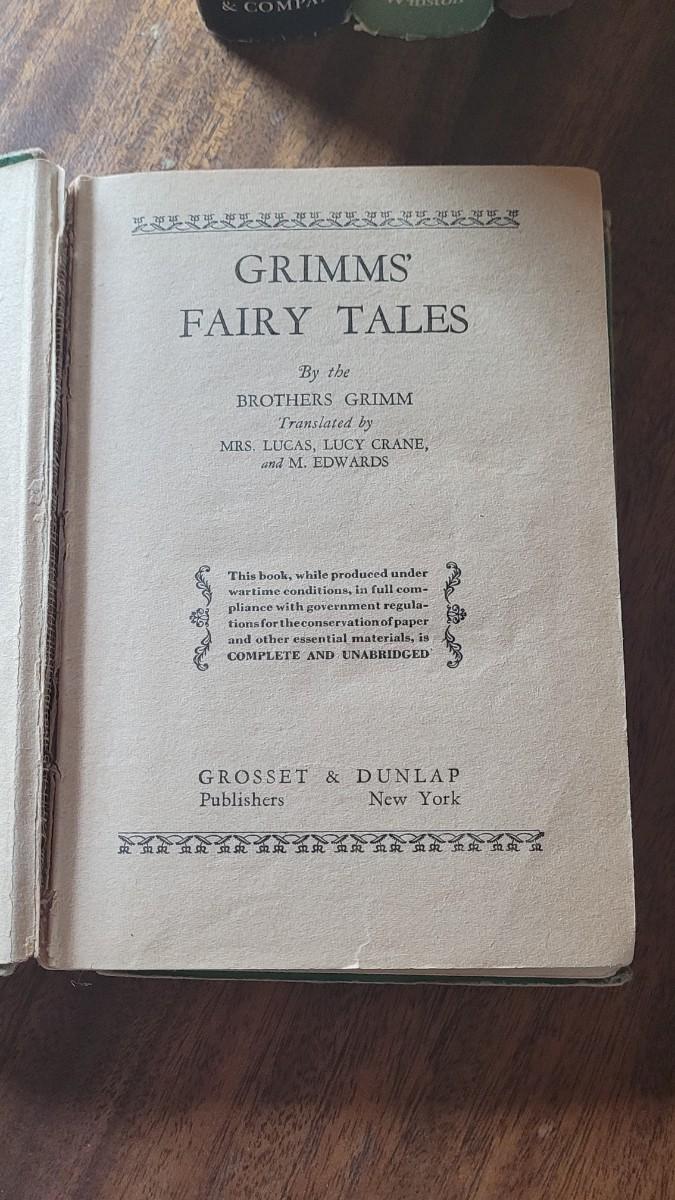 & COMPA
Winston
GRIMMS'
FAIRY TALES
By the
BROTHERS GRIMM
Translated by
MRS. LUCAS, LUCY CRANE,
and M. EDWARDS
This book, while produced under
wartime conditions, in full com-
pliance with government regula-
tions for the conservation of paper
and other essential materials, is
COMPLETE AND UNABRIDGED
GROSSET & DUNLAP
Publishers New York